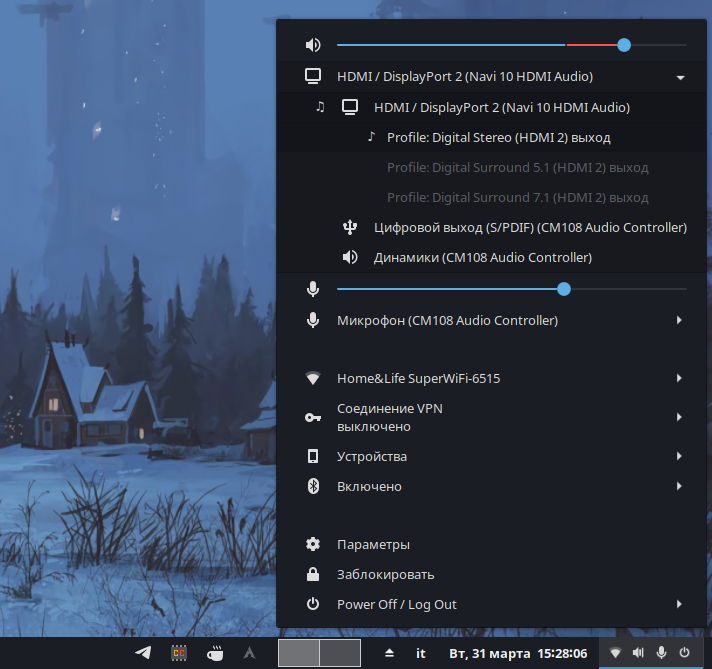 HDMI / DisplayPort 2 (Navi 10 HDMI Audio)
HDMI / DisplayPort 2 (Navi 10 HDMI Audio)
Profile: Digital Stereo (HDMI 2) выход
Profile: Digital Surround 5.1 (HDMI 2) выход
Profile: Digital Surround 7.1 (HDMI 2) выход
Цифровой выход (S/PDIF) (CM108 Audio Controller)
Динамики (CM108 Audio Controller)
Микрофон (CM108 Audio Controller)
Home&Life SuperWiFi-6515
Соединение VPN
выключено
Устройства
Включено
Параметры
Заблокировать
Power Off / Log Out
CC it Вт, 31 марта 15:28:06